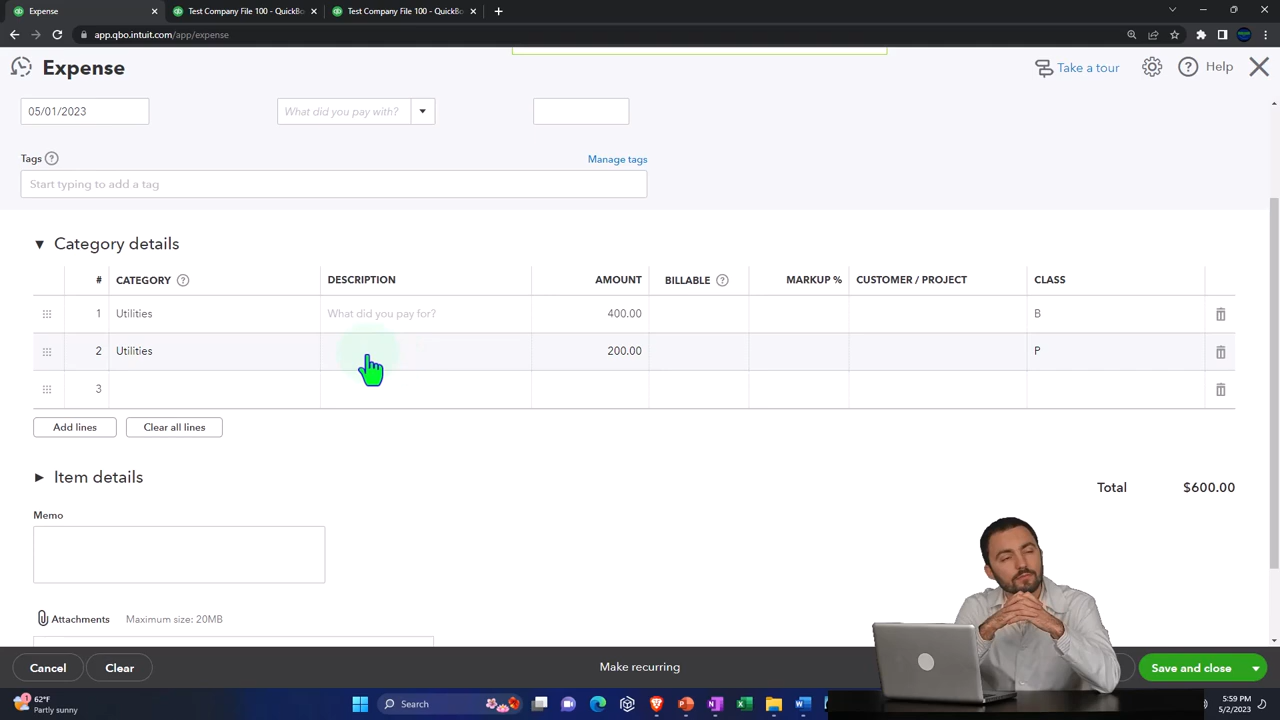 Expense
Test Company File 100 - QuickBo
Test Company File 100 - QuickBo
app.qbo.intuit.com/app/expense
Expense
Take a tour
Help
05/01/2023
What did you pay with?
Tags
Manage tags
Start typing to add a tag
Category details
# CATEGORY DESCRIPTION AMOUNT BILLABLE MARKUP % CUSTOMER / PROJECT CLASS
1 Utilities What did you pay for? 400.00 B
2 Utilities 200.00 P
3
Add lines Clear all lines
Item details
Total $600.00
Memo
Attachments Maximum size: 20MB
Cancel Clear Make recurring Save and close
62°F
Partly sunny
Search
5:59 PM
5/2/2023